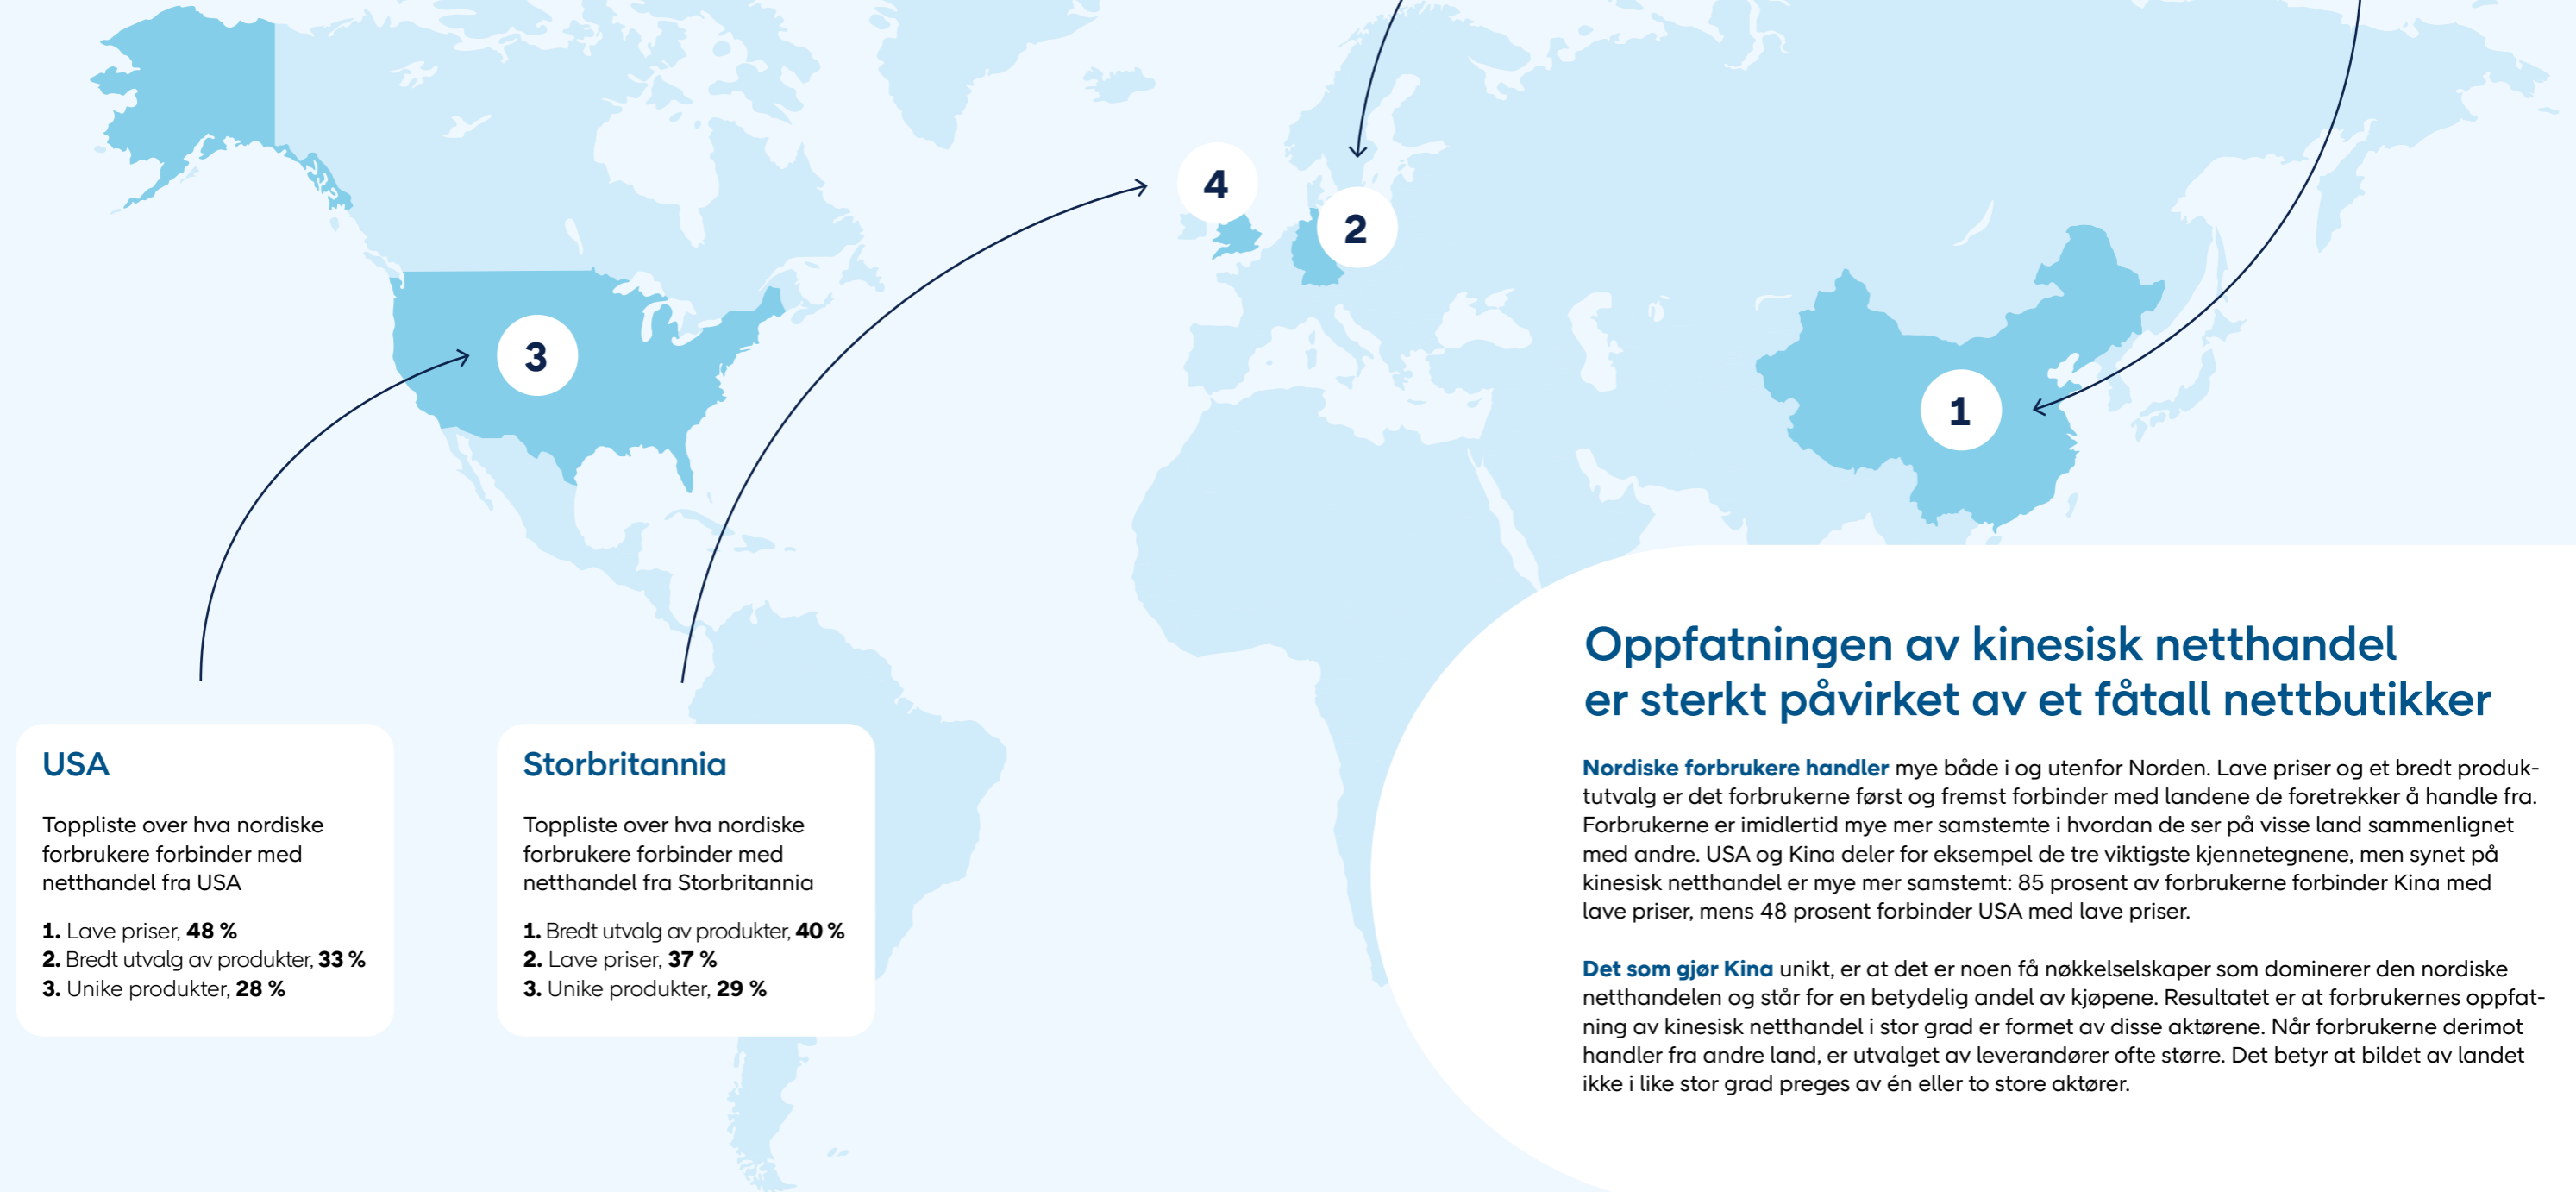 4
2
3
1
USA
Toppliste over hva nordiske
forbrukere forbinder med
netthandel fra USA
1. Lave priser, 48 %
2. Bredt utvalg av produkter, 33 %
3. Unike produkter, 28 %
Storbritannia
Toppliste over hva nordiske
forbrukere forbinder med
netthandel fra Storbritannia
1. Bredt utvalg av produkter, 40 %
2. Lave priser, 37 %
3. Unike produkter, 29 %
Oppfatningen av kinesisk netthandel
er sterkt påvirket av et fåtall nettbutikker
Nordiske forbrukere handler mye både i og utenfor Norden. Lave priser og et bredt produk-
tutvalg er det forbrukerne først og fremst forbinder med landene de foretrekker å handle fra.
Forbrukerne er imidlertid mye mer samstemte i hvordan de ser på visse land sammenlignet
med andre. USA og Kina deler for eksempel de tre viktigste kjennetegnene, men synet på
kinesisk netthandel er mye mer samstemt: 85 prosent av forbrukerne forbinder Kina med
lave priser, mens 48 prosent forbinder USA med lave priser.
Det som gjør Kina unikt, er at det er noen få nøkkelselskaper som dominerer den nordiske
netthandelen og står for en betydelig andel av kjøpene. Resultatet er at forbrukernes oppfat-
ning av kinesisk netthandel i stor grad er formet av disse aktørene. Når forbrukerne derimot
handler fra andre land, er utvalget av leverandører ofte større. Det betyr at bildet av landet
ikke i like stor grad preges av én eller to store aktører.